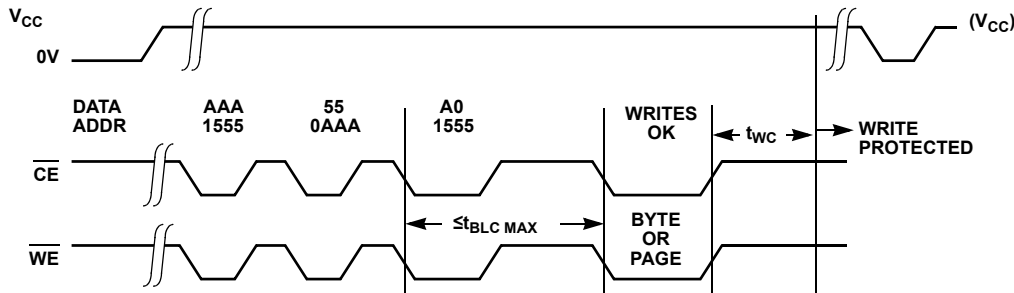 VCC
(VCC)
0V
DATA AAA 55 A0 WRITES
ADDR 1555 0AAA 1555 OK
tWC
WRITE
PROTECTED
CE
≤tBLC MAX
BYTE
OR
PAGE
WE